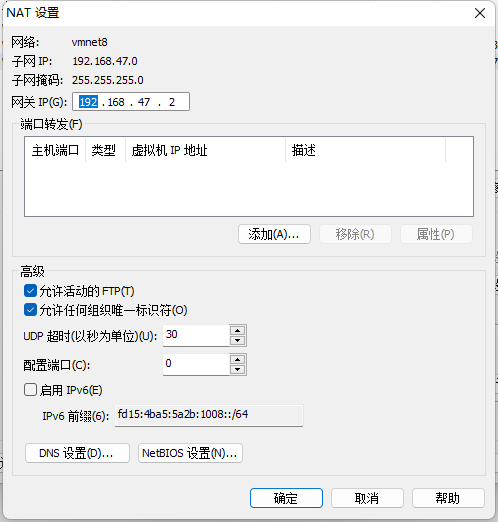 NAT 设置
网络: vmnet8
子网 IP: 192.168.47.0
子网掩码: 255.255.255.0
网关 IP(G): 192 . 168 . 47 . 2
端口转发(F)
主机端口 类型 虚拟机 IP 地址 描述
添加(A)... 移除(R) 属性(P)
高级
允许活动的 FTP(T)
允许任何组织唯一标识符(O)
UDP 超时(以秒为单位)(U): 30
配置端口(C): 0
启用 IPv6(E)
IPv6 前缀(6): fd15:4ba5:5a2b:1008::/64
DNS 设置(D)... NetBIOS 设置(N)...
确定 取消 帮助